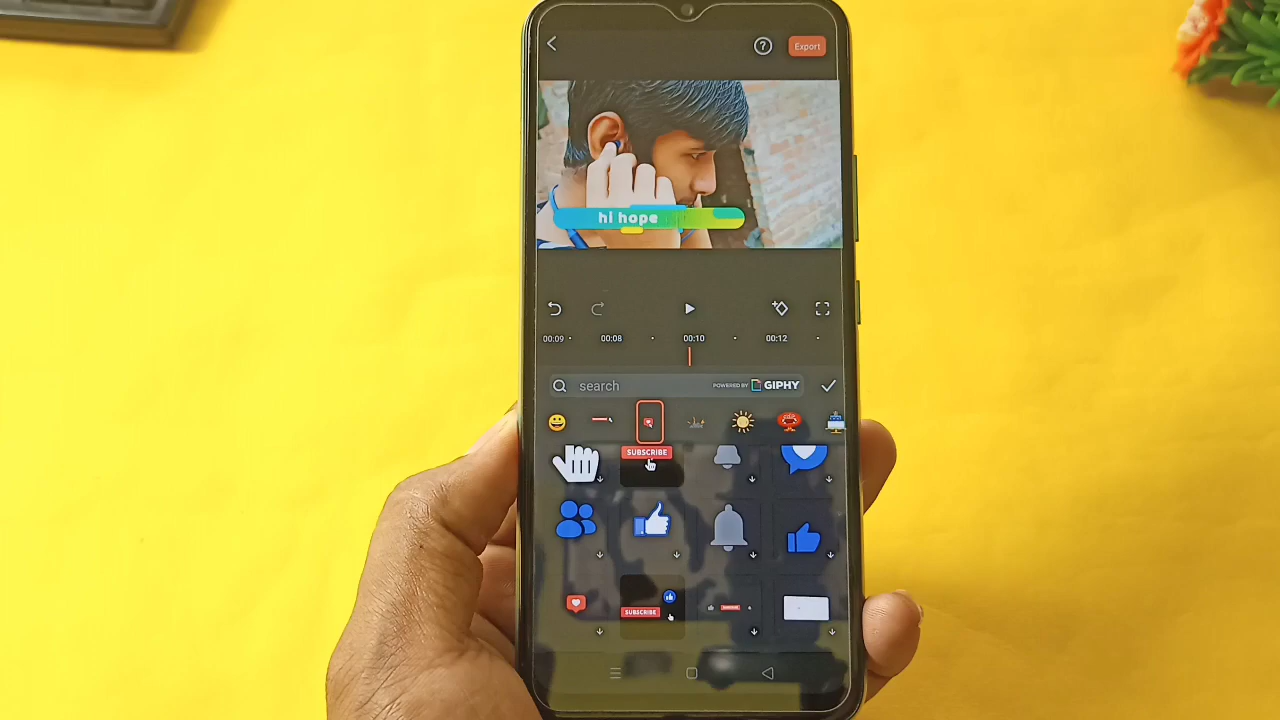 Export
hi hope
00:09 00:08 00:10 00:12
search POWERED BY GIPHY
SUBSCRIBE
SUBSCRIBE